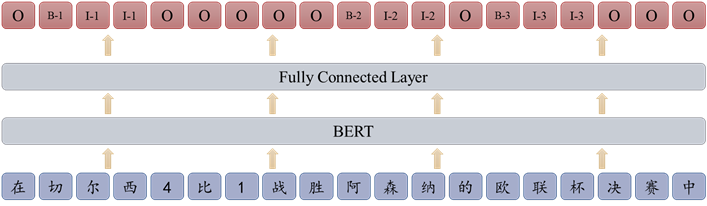 O B-1 I-1 I-1 O O O O O B-2 I-2 I-2 O B-3 I-3 I-3 O O O
Fully Connected Layer
BERT
在 切 尔 西 4 比 1 战 胜 阿 森 纳 的 欧 联 杯 决 赛 中